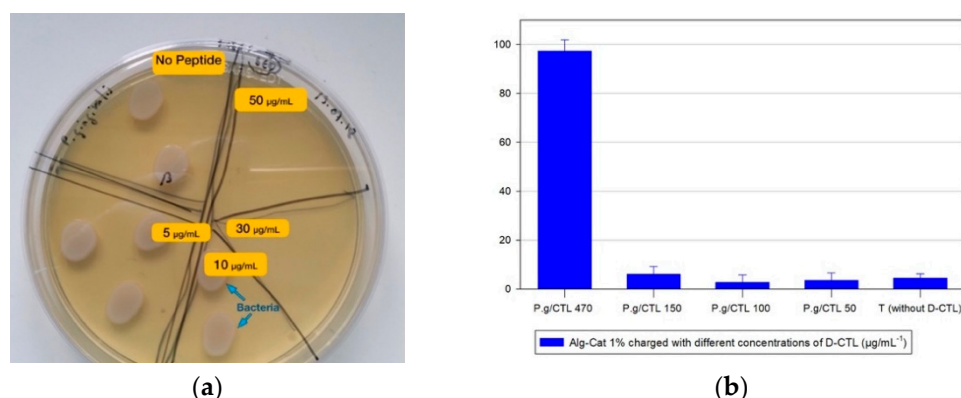 No Peptide
50 µg/mL
5 µg/mL
30 µg/mL
10 µg/mL
Bacteria
β
(a)
100
80
60
40
20
0
P.g/CTL 470 P.g/CTL 150 P.g/CTL 100 P.g/CTL 50 T (without D-CTL)
Alg-Cat 1% charged with different concentrations of D-CTL (µg/mL⁻¹)
(b)